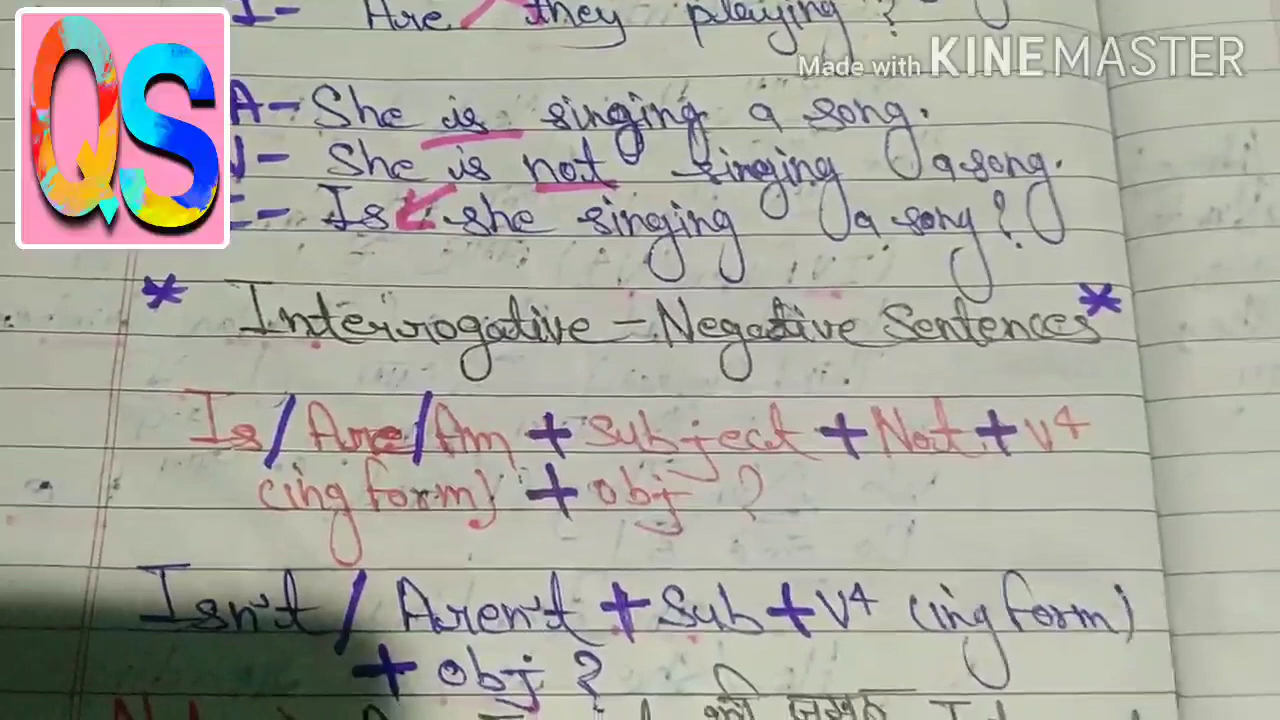 I- Are they playing?
Made with KINEMASTER
QS
A- She is singing a song.
N- She is not singing a song.
I- Is she singing a song?
* Interrogative - Negative Sentences *
Is/Are/Am + Subject + Not + V4
(ing form) + obj ?
Isn't / Aren't + Sub + V4 (ing form)
+ obj ?
की जगह